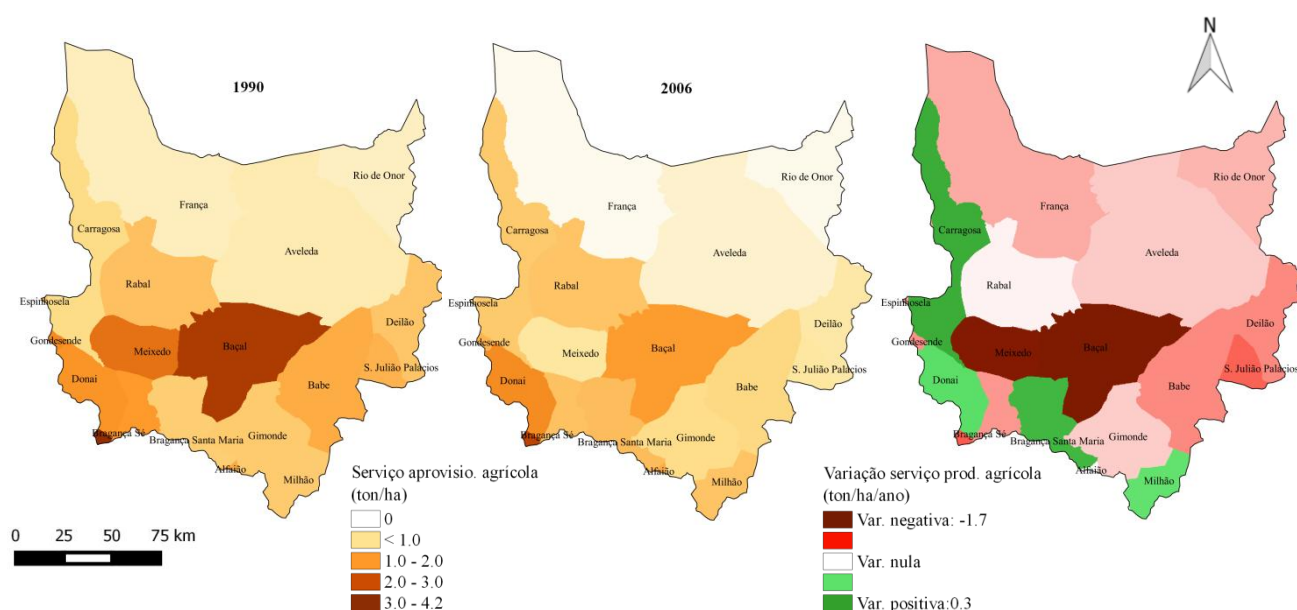 1990
França
Rio de Onor
Carragosa
Aveleda
Rabal
Espinhosela
Gondesende
Meixedo
Baçal
Deilão
Donai
Babe
S. Julião Palácios
Bragança Sé
Bragança Santa Maria
Gimonde
Alfaião
Milhão
2006
França
Rio de Onor
Carragosa
Aveleda
Rabal
Espinhosela
Gondesende
Meixedo
Baçal
Deilão
Donai
Babe
S. Julião Palácios
Bragança Sé
Bragança Santa Maria
Gimonde
Alfaião
Milhão
N
França
Rio de Onor
Carragosa
Aveleda
Rabal
Espinhosela
Gondesende
Meixedo
Baçal
Deilão
Donai
Babe
S. Julião Palácios
Bragança Sé
Bragança Santa Maria
Gimonde
Alfaião
Milhão
0 25 50 75 km
Serviço aprovisio. agrícola
(ton/ha)
0
< 1.0
1.0 - 2.0
2.0 - 3.0
3.0 - 4.2
Variação serviço prod. agrícola
(ton/ha/ano)
Var. negativa: -1.7
Var. nula
Var. positiva:0.3